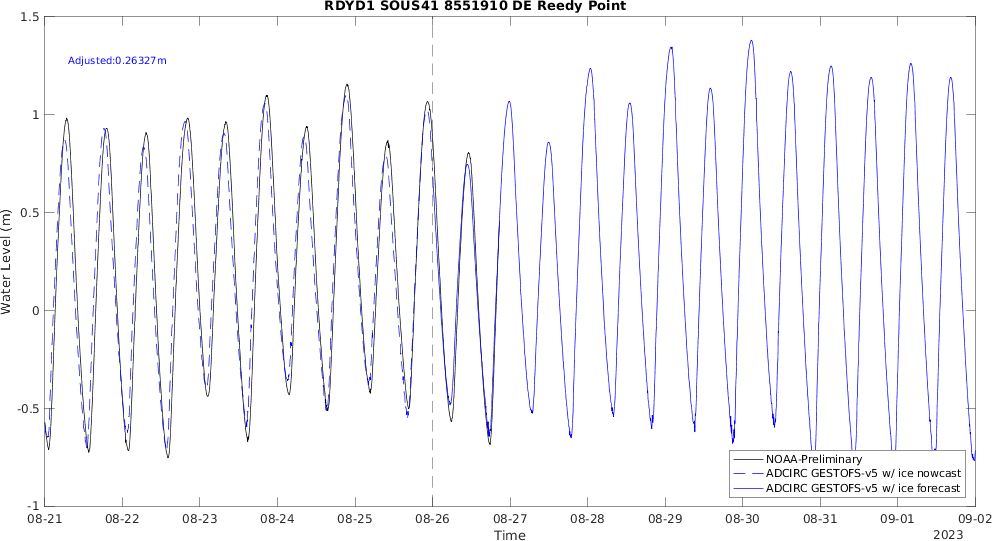 RDYD1 SOUS41 8551910 DE Reedy Point
1.5
Adjusted:0.26327m
1
0.5
Water Level (m)
0
-0.5
NOAA-Preliminary
ADCIRC GESTOFS-v5 w/ ice nowcast
ADCIRC GESTOFS-v5 w/ ice forecast
-1
08-21 08-22 08-23 08-24 08-25 08-26 08-27 08-28 08-29 08-30 08-31 09-01 09-02
Time
2023